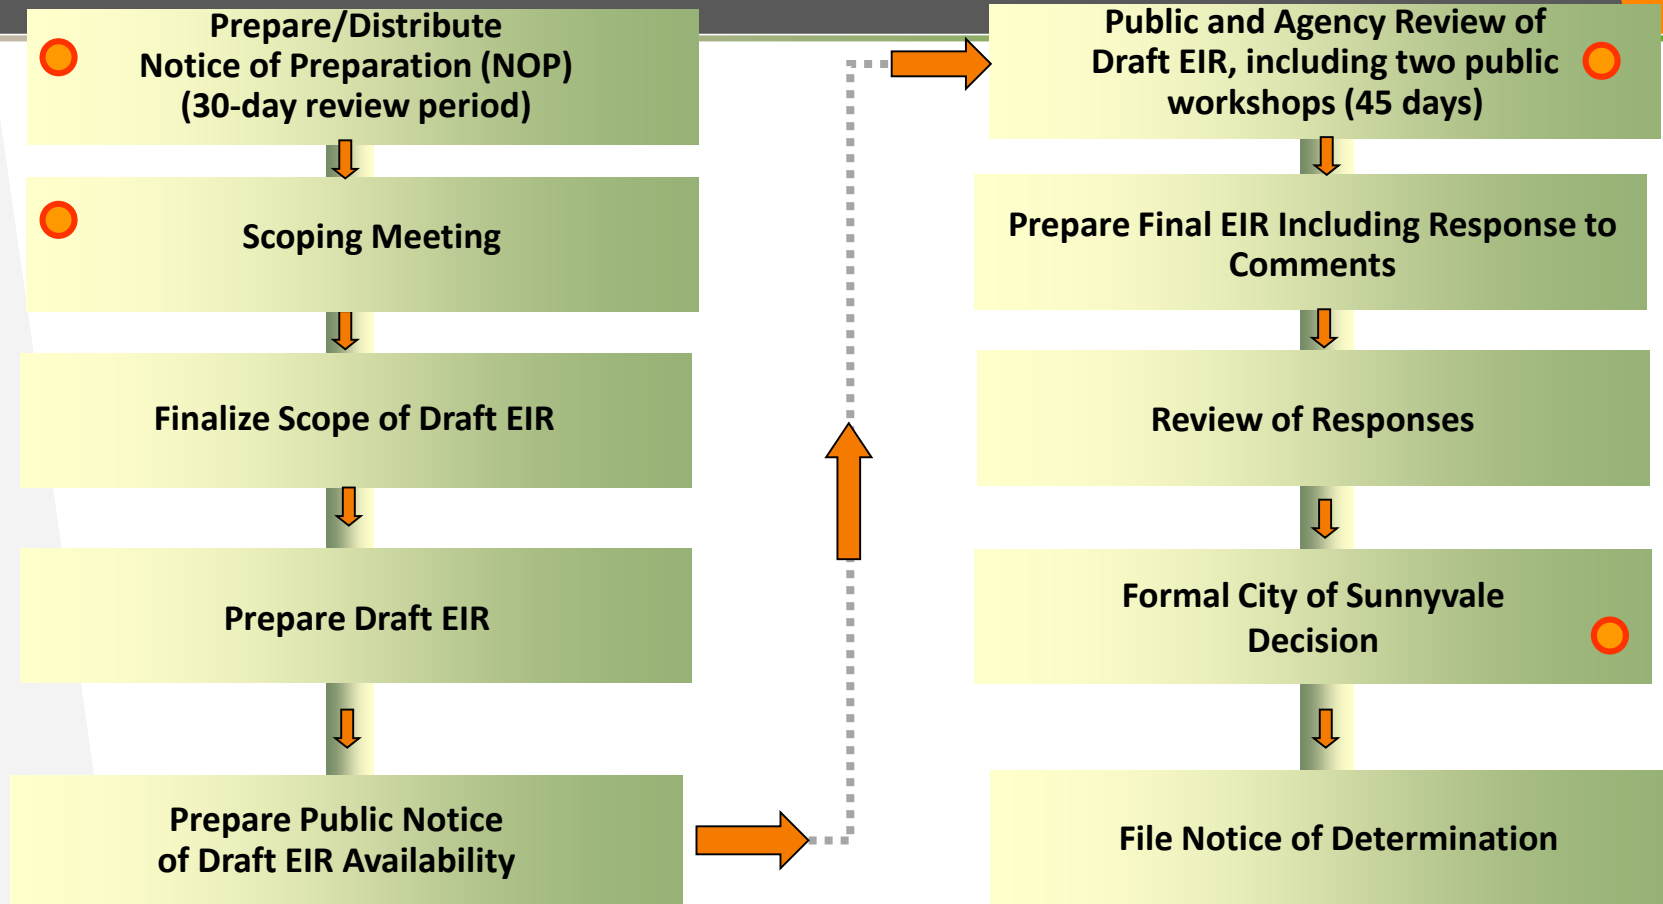 Prepare/Distribute
Notice of Preparation (NOP)
(30-day review period)
Scoping Meeting
Finalize Scope of Draft EIR
Prepare Draft EIR
Prepare Public Notice
of Draft EIR Availability
Public and Agency Review of
Draft EIR, including two public
workshops (45 days)
Prepare Final EIR Including Response to
Comments
Review of Responses
Formal City of Sunnyvale
Decision
File Notice of Determination